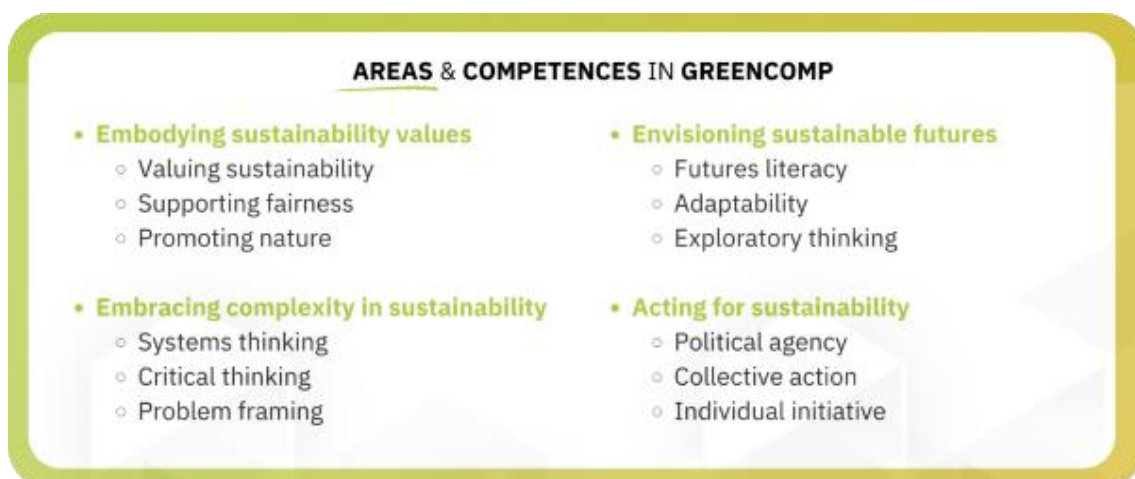 AREAS & COMPETENCES IN GREENCOMP
• Embodying sustainability values
◦ Valuing sustainability
◦ Supporting fairness
◦ Promoting nature
• Embracing complexity in sustainability
◦ Systems thinking
◦ Critical thinking
◦ Problem framing
• Envisioning sustainable futures
◦ Futures literacy
◦ Adaptability
◦ Exploratory thinking
• Acting for sustainability
◦ Political agency
◦ Collective action
◦ Individual initiative